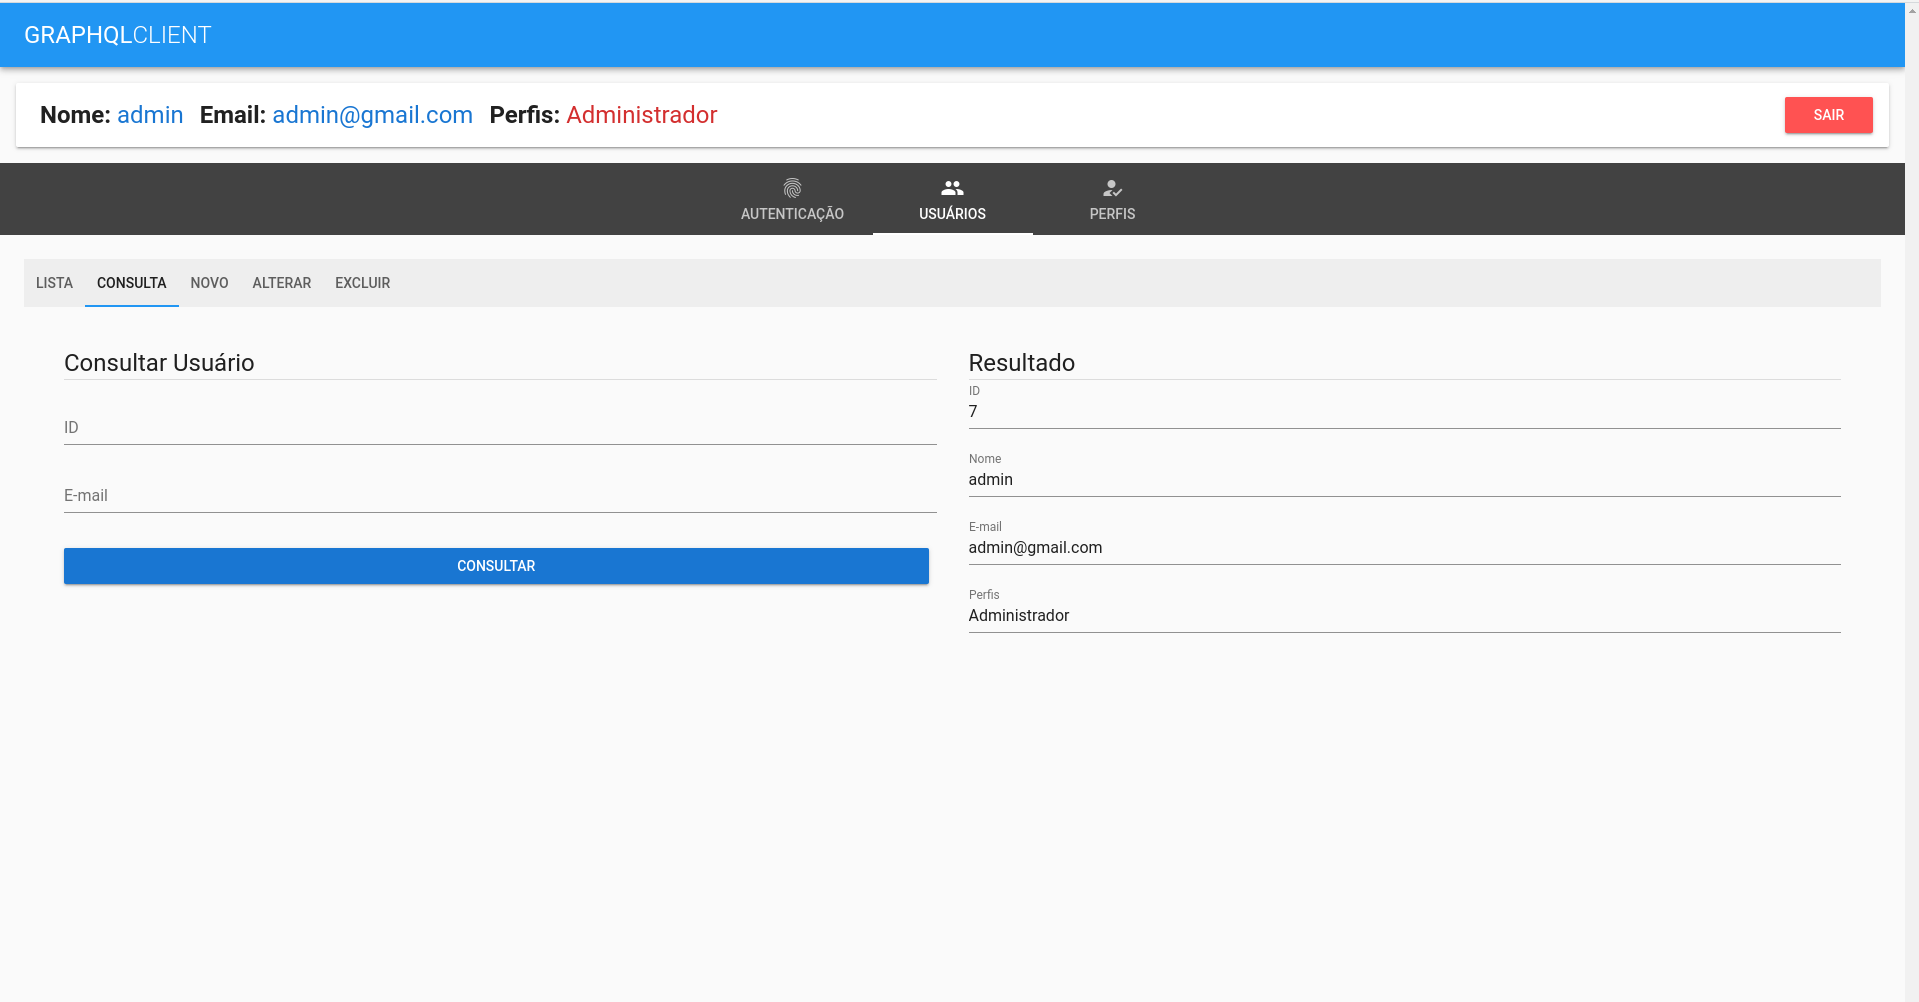 GRAPHQLCLIENT
Nome: admin Email: admin@gmail.com Perfis: Administrador
SAIR
AUTENTICAÇÃO USUÁRIOS PERFIS
LISTA CONSULTA NOVO ALTERAR EXCLUIR
Consultar Usuário
ID
E-mail
CONSULTAR
Resultado
ID
7
Nome
admin
E-mail
admin@gmail.com
Perfis
Administrador